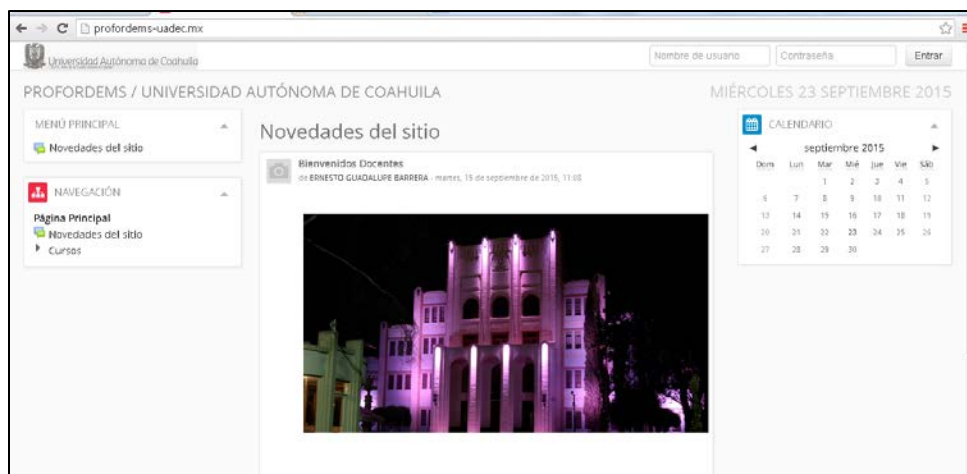 profordems-uadec.mx
Universidad Autónoma de Coahuila
Nombre de usuario
Contraseña
Entrar
PROFORDEMS / UNIVERSIDAD AUTÓNOMA DE COAHUILA
MIÉRCOLES 23 SEPTIEMBRE 2015
MENÚ PRINCIPAL
Novedades del sitio
NAVEGACIÓN
Página Principal
Novedades del sitio
Cursos
Novedades del sitio
Bienvenidos Docentes
de ERNESTO GUADALUPE BARRERA - martes, 15 de septiembre de 2015, 11:08
CALENDARIO
septiembre 2015
Dom Lun Mar Mié Jue Vie Sáb
1 2 3 4 5
6 7 8 9 10 11 12
13 14 15 16 17 18 19
20 21 22 23 24 25 26
27 28 29 30